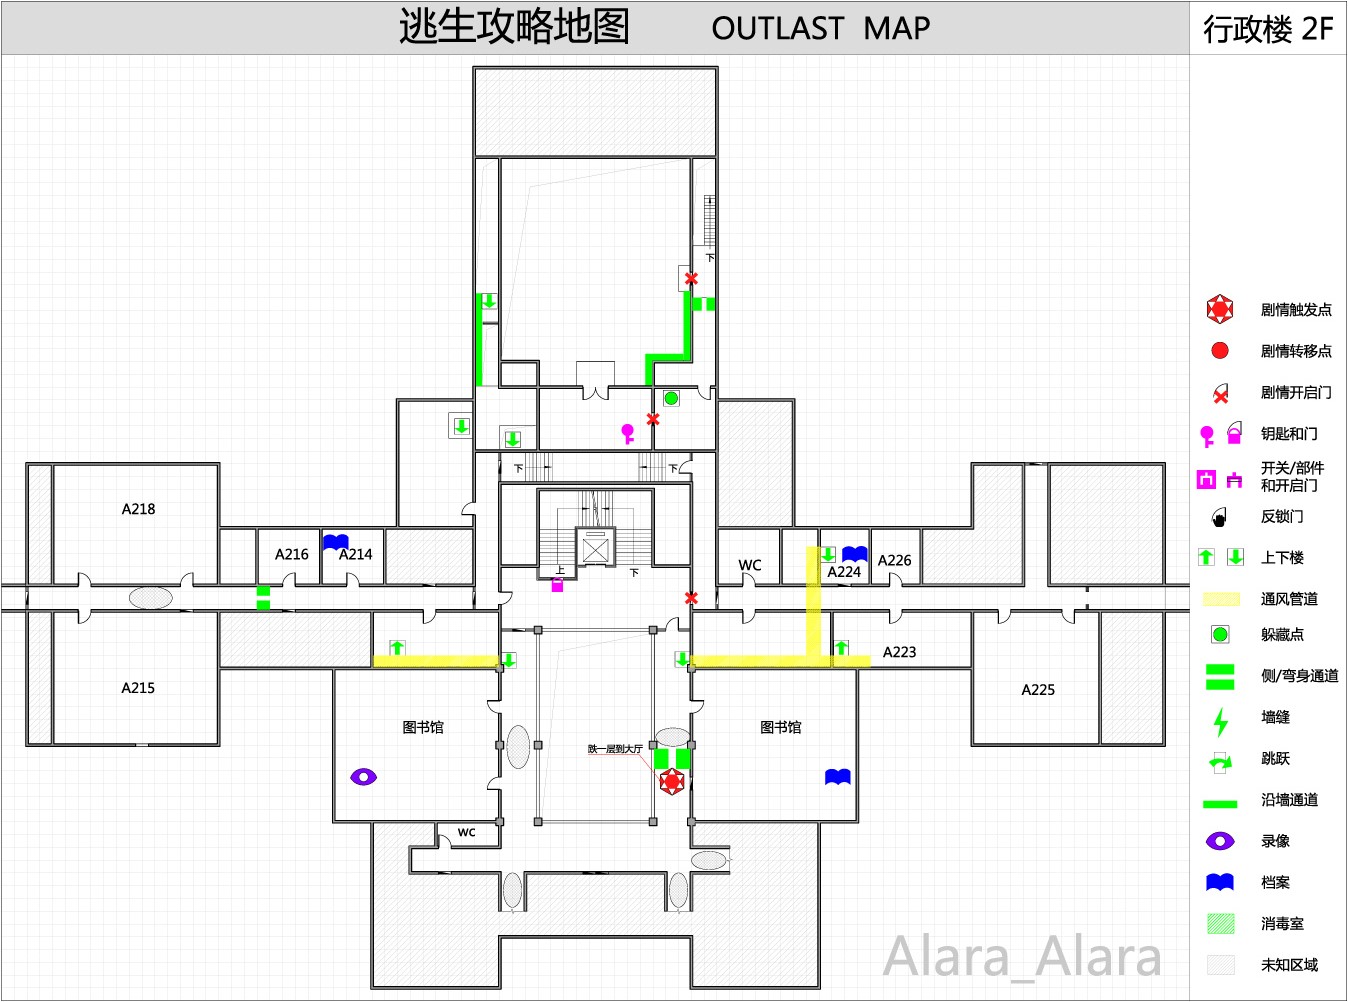 逃生攻略地图 OUTLAST MAP
行政楼 2F
下
下 下
上 下
A218
A216 A214
WC
A224 A226
A215
A223
A225
图书馆 图书馆
跌一层到大厅
WC
Alara_Alara
剧情触发点
剧情转移点
剧情开启门
钥匙和门
开关/部件
和开启门
反锁门
上下楼
通风管道
躲藏点
侧/弯身通道
墙缝
跳跃
沿墙通道
录像
档案
消毒室
未知区域